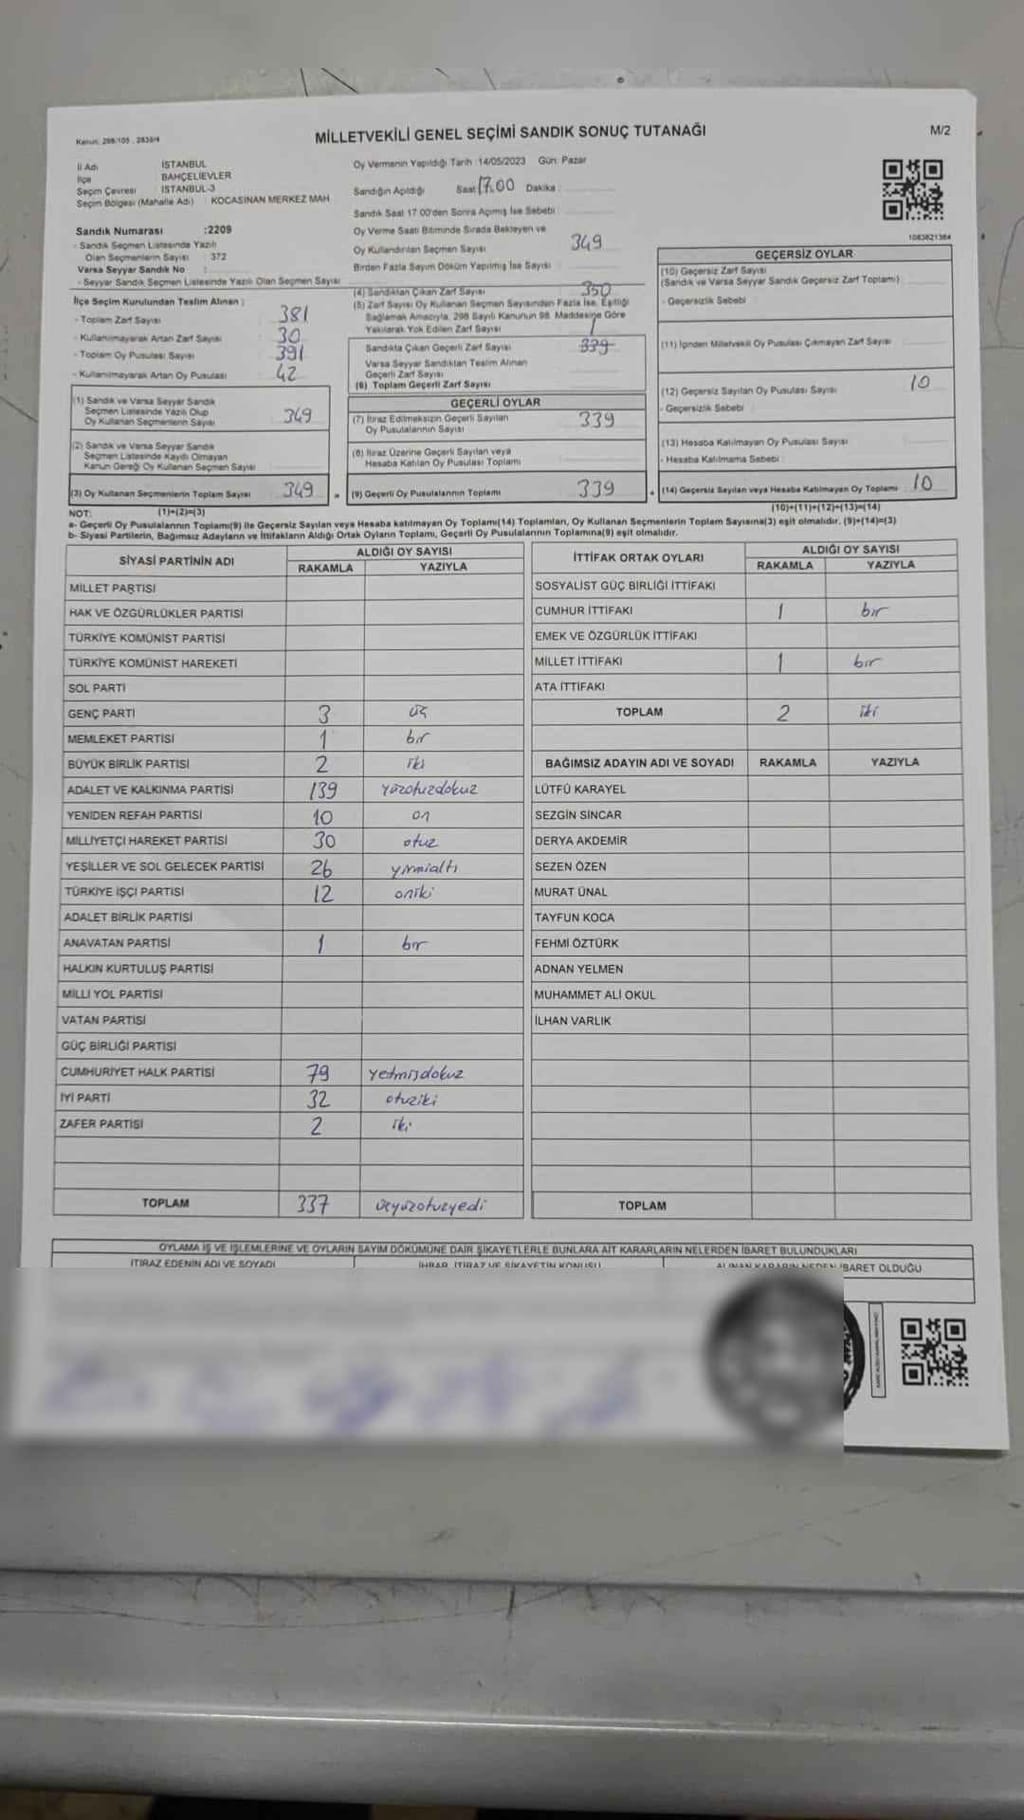 Kanun: 298/105 , 2839/4
MİLLETVEKİLİ GENEL SEÇİMİ SANDIK SONUÇ TUTANAĞI
M/2
İl Adı İSTANBUL
İlçe BAHÇELİEVLER
Seçim Çevresi İSTANBUL-3
Seçim Bölgesi (Mahalle Adı) : KOCASİNAN MERKEZ MAH
Oy Vermenin Yapıldığı Tarih :14/05/2023 Gün: Pazar
Sandığın Açıldığı Saat 17.00 Dakika
Sandık Saat 17:00'den Sonra Açılmış İse Sebebi
Sandık Numarası :2209
- Sandık Seçmen Listesinde Yazılı
Olan Seçmenlerin Sayısı : 372
Varsa Seyyar Sandık No
- Seyyar Sandık Seçmen Listesinde Yazılı Olan Seçmen Sayısı
Oy Verme Saati Bitiminde Sırada Bekleyen ve
Oy Kullandırılan Seçmen Sayısı 349
Birden Fazla Sayım Döküm Yapılmış İse Sayısı
1083821384
İlçe Seçim Kurulundan Teslim Alınan :
- Toplam Zarf Sayısı 381
- Kullanılmayarak Artan Zarf Sayısı 30
- Toplam Oy Pusulası Sayısı 391
- Kullanılmayarak Artan Oy Pusulası 42
(4) Sandıktan Çıkan Zarf Sayısı 350
(5) Zarf Sayısı Oy Kullanan Seçmen Sayısından Fazla İse, Eşitliği
Sağlamak Amacıyla, 298 Sayılı Kanunun 98. Maddesine Göre
Yakılarak Yok Edilen Zarf Sayısı 1
Sandıkta Çıkan Geçerli Zarf Sayısı 339
Varsa Seyyar Sandıktan Teslim Alınan
Geçerli Zarf Sayısı
(6) Toplam Geçerli Zarf Sayısı
GEÇERSİZ OYLAR
(10) Geçersiz Zarf Sayısı
(Sandık ve Varsa Seyyar Sandık Geçersiz Zarf Toplamı)
- Geçersizlik Sebebi
(11) İçinden Milletvekili Oy Pusulası Çıkmayan Zarf Sayısı
(12) Geçersiz Sayılan Oy Pusulası Sayısı 10
- Geçersizlik Sebebi
(13) Hesaba Katılmayan Oy Pusulası Sayısı
- Hesaba Katılmama Sebebi
(14) Geçersiz Sayılan veya Hesaba Katılmayan Oy Toplamı 10
(10)+(11)+(12)+(13)=(14)
(1) Sandık ve Varsa Seyyar Sandık
Seçmen Listesinde Yazılı Olup
Oy Kullanan Seçmenlerin Sayısı 349
(2) Sandık ve Varsa Seyyar Sandık
Seçmen Listesinde Kaydı Olmayan
Kanun Gereği Oy Kullanan Seçmen Sayısı
(3) Oy Kullanan Seçmenlerin Toplam Sayısı 349 =
(1)+(2)=(3)
GEÇERLİ OYLAR
(7) İtiraz Edilmeksizin Geçerli Sayılan
Oy Pusulalarının Sayısı 339
(8) İtiraz Üzerine Geçerli Sayılan veya
Hesaba Katılan Oy Pusulası Toplamı
(9) Geçerli Oy Pusulalarının Toplamı 339 +
NOT:
a- Geçerli Oy Pusulalarının Toplamı(9) ile Geçersiz Sayılan veya Hesaba katılmayan Oy Toplamı(14) Toplamları, Oy Kullanan Seçmenlerin Toplam Sayısına(3) eşit olmalıdır. (9)+(14)=(3)
b- Siyasi Partilerin, Bağımsız Adayların ve İttifakların Aldığı Ortak Oyların Toplamı, Geçerli Oy Pusulalarının Toplamına(9) eşit olmalıdır.
SİYASİ PARTİNİN ADI ALDIĞI OY SAYISI
RAKAMLA YAZIYLA
MİLLET PARTİSİ
HAK VE ÖZGÜRLÜKLER PARTİSİ
TÜRKİYE KOMÜNİST PARTİSİ
TÜRKİYE KOMÜNİST HAREKETİ
SOL PARTİ
GENÇ PARTİ 3 üç
MEMLEKET PARTİSİ 1 bir
BÜYÜK BİRLİK PARTİSİ 2 iki
ADALET VE KALKINMA PARTİSİ 139 yüzotuzdokuz
YENİDEN REFAH PARTİSİ 10 on
MİLLİYETÇİ HAREKET PARTİSİ 30 otuz
YEŞİLLER VE SOL GELECEK PARTİSİ 26 yirmialtı
TÜRKİYE İŞÇİ PARTİSİ 12 oniki
ADALET BİRLİK PARTİSİ
ANAVATAN PARTİSİ 1 bir
HALKIN KURTULUŞ PARTİSİ
MİLLİ YOL PARTİSİ
VATAN PARTİSİ
GÜÇ BİRLİĞİ PARTİSİ
CUMHURİYET HALK PARTİSİ 79 yetmişdokuz
İYİ PARTİ 32 otuziki
ZAFER PARTİSİ 2 iki
TOPLAM 337 üçyüzotuzyedi
İTTİFAK ORTAK OYLARI ALDIĞI OY SAYISI
RAKAMLA YAZIYLA
SOSYALİST GÜÇ BİRLİĞİ İTTİFAKI
CUMHUR İTTİFAKI 1 bir
EMEK VE ÖZGÜRLÜK İTTİFAKI
MİLLET İTTİFAKI 1 bir
ATA İTTİFAKI
TOPLAM 2 iki
BAĞIMSIZ ADAYIN ADI VE SOYADI RAKAMLA YAZIYLA
LÜTFÜ KARAYEL
SEZGİN SİNCAR
DERYA AKDEMİR
SEZEN ÖZEN
MURAT ÜNAL
TAYFUN KOCA
FEHMİ ÖZTÜRK
ADNAN YELMEN
MUHAMMET ALİ OKUL
İLHAN VARLIK
TOPLAM
OYLAMA İŞ VE İŞLEMLERİNE VE OYLARIN SAYIM DÖKÜMÜNE DAİR ŞİKAYETLERLE BUNLARA AİT KARARLARIN NELERDEN İBARET BULUNDUKLARI
İTİRAZ EDENİN ADI VE SOYADI İHBAR, İTİRAZ VE ŞİKAYETİN KONUSU ALINAN KARARIN NEDEN İBARET OLDUĞU